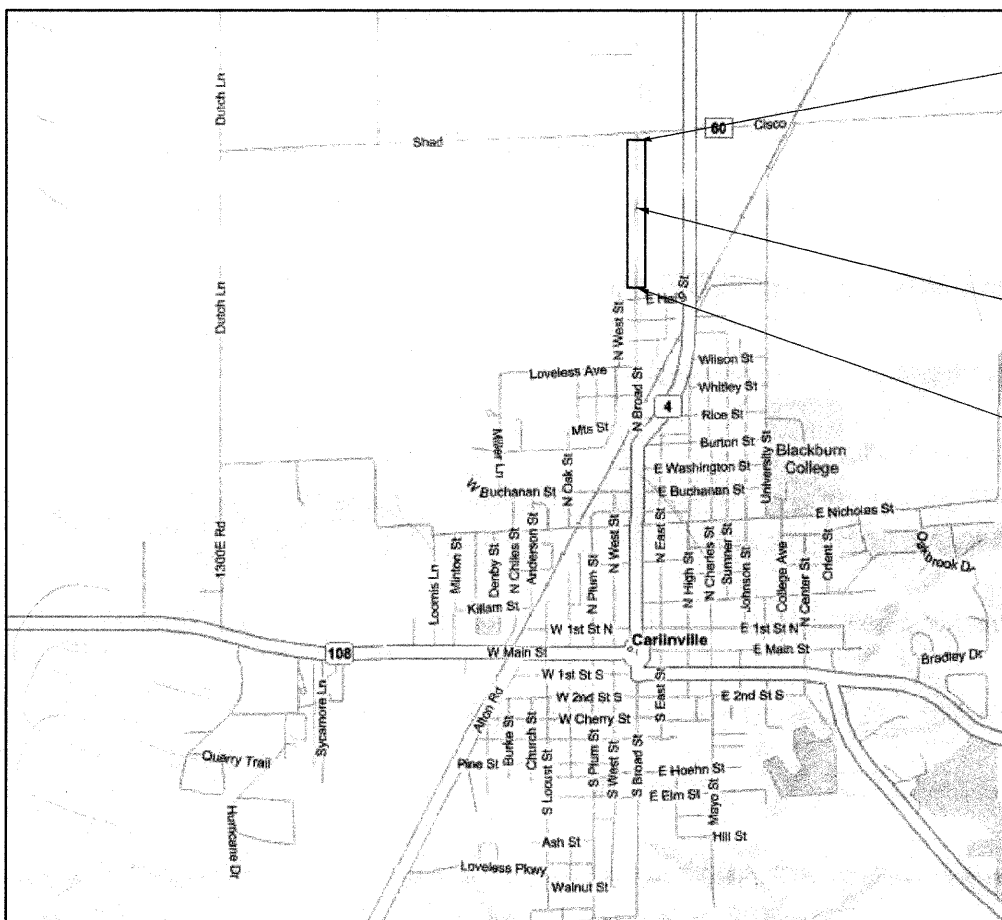 Dutch Ln
60
Cisco
Shad
Dutch Ln
St
N West St
Wilson St
Loveless Ave
N Broad St
Whitley St
4
Rice St
Mts St
Miller Ln
Burton St
Blackburn
College
E Washington St
N Oak St
University St
W Buchanan St
E Buchanan St
E Nicholas St
1300E Rd
Loomis Ln
Minton St
Denby St
N Chiles St
Anderson St
N Plum St
N West St
N East St
N High St
N Charles St
Sumner St
Johnson St
College Ave
N Center St
Orient St
Killam St
W 1st St N
E 1st St N
Carlinville
108
W Main St
E Main St
Bradley Dr
Sycamore Ln
W 1st St S
Alton Rd
W 2nd St S
S East St
E 2nd St S
W Cherry St
Burke St
Church St
Quarry Trail
Pine St
S Locust St
S Plum St
S West St
S Broad St
E Hoehn St
E Elm St
Mayo St
Hurricane Dr
Hill St
Ash St
Loveless Pkwy
Walnut St